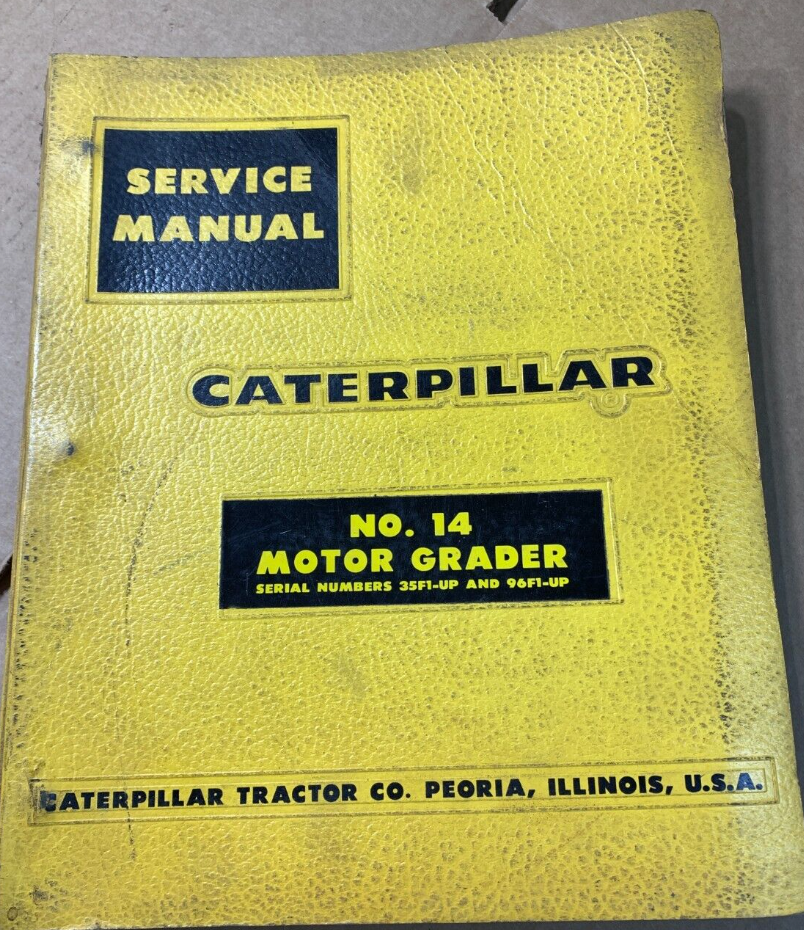 SERVICE
MANUAL
CATERPILLAR
®
NO. 14
MOTOR GRADER
SERIAL NUMBERS 35F1-UP AND 96F1-UP
CATERPILLAR TRACTOR CO. PEORIA, ILLINOIS, U.S.A.